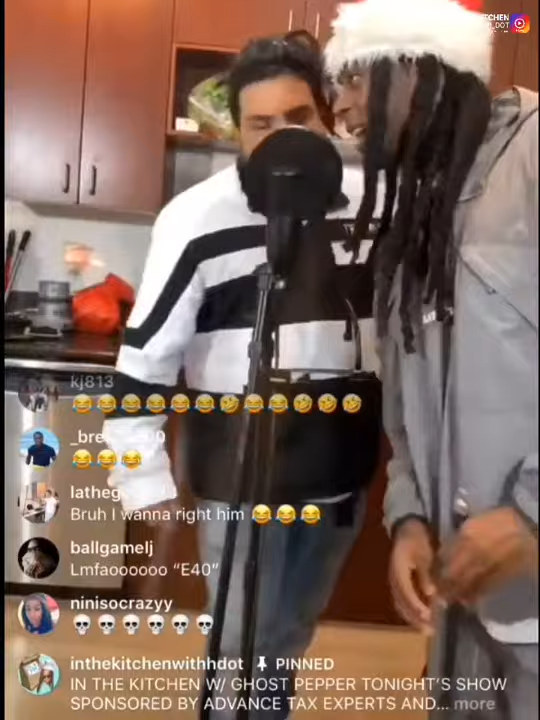 kj813
😂😂😂😂😂😂🤣😂😂🤣🤣🤣
😂😂😂
Bruh I wanna right him 😂😂😂
ballgamelj
Lmfaoooooo “E40”
ninisocrazyy
💀💀💀💀💀💀
inthekitchenwithhdot 📌 PINNED
IN THE KITCHEN W/ GHOST PEPPER TONIGHT’S SHOW
SPONSORED BY ADVANCE TAX EXPERTS AND... more